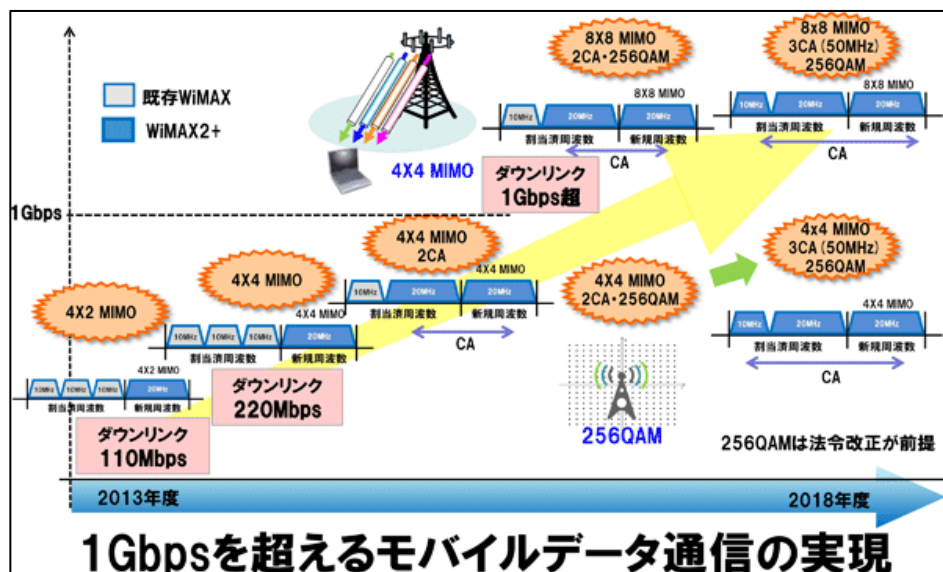 既存WiMAX
WiMAX2+
4X4 MIMO
8X8 MIMO
2CA・256QAM
8X8 MIMO
10MHz 20MHz 20MHz
割当済周波数 新規周波数
CA
ダウンリンク
1Gbps超
8x8 MIMO
3CA(50MHz)
256QAM
8X8 MIMO
10MHz 20MHz 20MHz
割当済周波数 新規周波数
CA
1Gbps
4X2 MIMO
4X2 MIMO
10MHz 10MHz 10MHz 20MHz
割当済周波数 新規周波数
ダウンリンク
110Mbps
4X4 MIMO
4X4 MIMO
10MHz 10MHz 10MHz 20MHz
割当済周波数 新規周波数
ダウンリンク
220Mbps
4X4 MIMO
2CA
4X4 MIMO
10MHz 20MHz 20MHz
割当済周波数 新規周波数
CA
4X4 MIMO
2CA・256QAM
256QAM
4x4 MIMO
3CA(50MHz)
256QAM
4X4 MIMO
10MHz 20MHz 20MHz
割当済周波数 新規周波数
CA
256QAMは法令改正が前提
2013年度 2018年度
1Gbpsを超えるモバイルデータ通信の実現